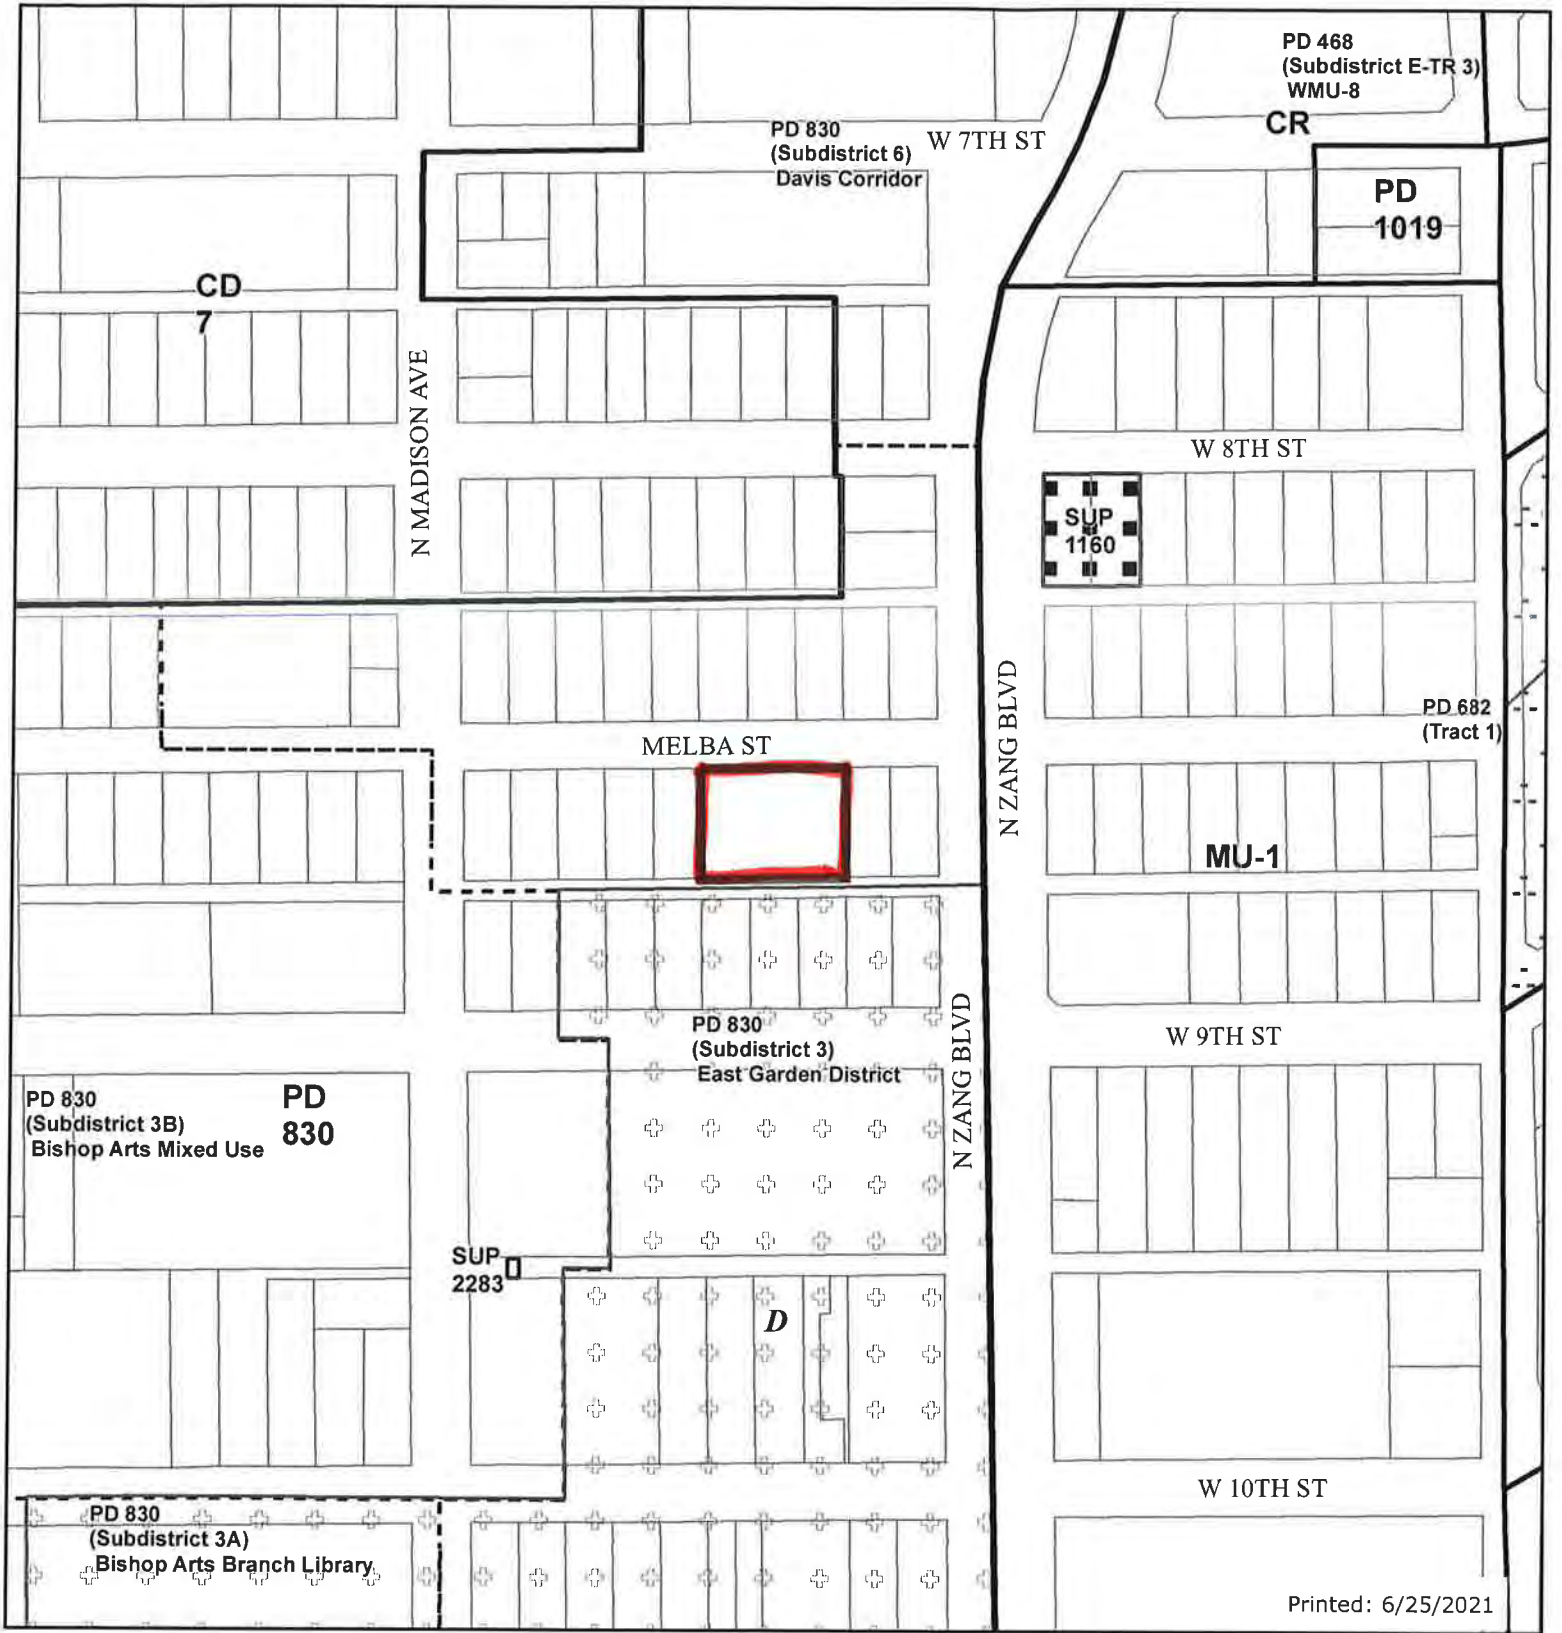 PD 468
(Subdistrict E-TR 3)
WMU-8
CR
PD 830
(Subdistrict 6)
Davis Corridor
W 7TH ST
PD
1019
CD
7
N MADISON AVE
W 8TH ST
SUP
1160
N ZANG BLVD
PD 682
(Tract 1)
MELBA ST
MU-1
N ZANG BLVD
PD 830
(Subdistrict 3)
East Garden District
W 9TH ST
PD 830
(Subdistrict 3B)
Bishop Arts Mixed Use
PD
830
SUP
2283
D
W 10TH ST
PD 830
(Subdistrict 3A)
Bishop Arts Branch Library
Printed: 6/25/2021